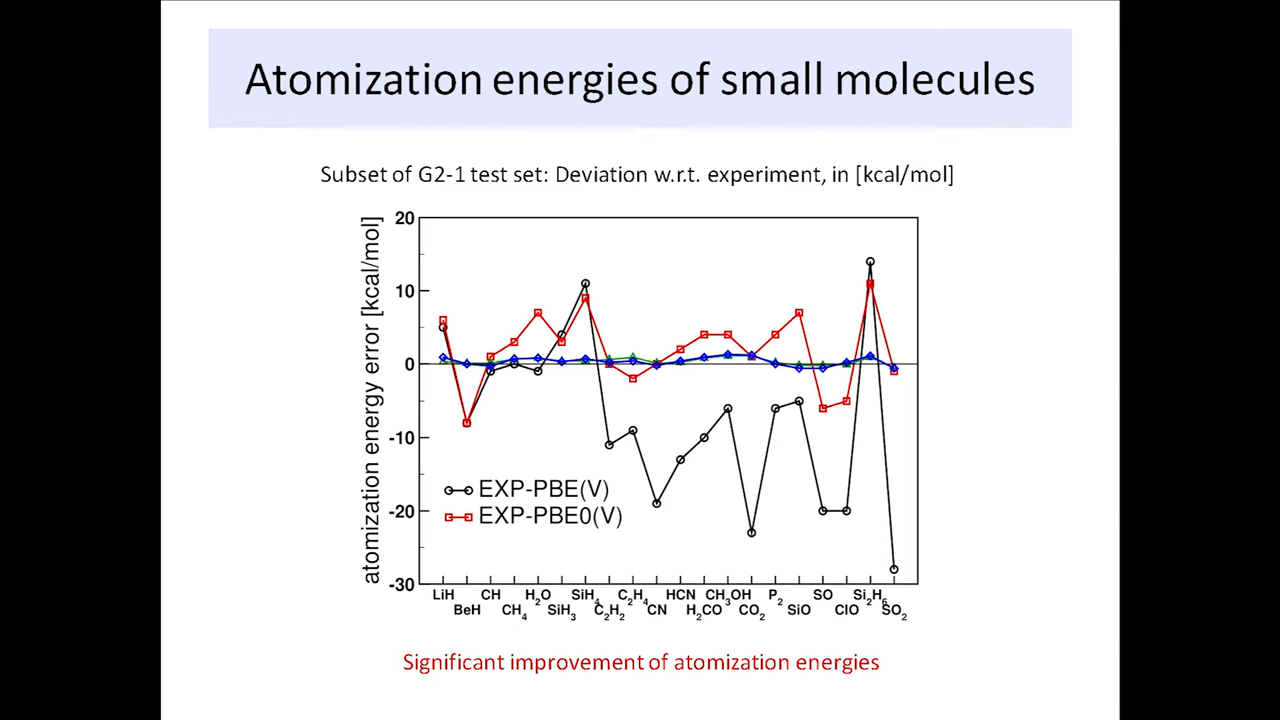 Atomization energies of small molecules
Subset of G2-1 test set: Deviation w.r.t. experiment, in [kcal/mol]
atomization energy error [kcal/mol]
20
10
0
-10
-20
-30
EXP-PBE(V)
EXP-PBE0(V)
LiH CH H₂O SiH₄ C₂H₄ HCN CH₃OH P₂ SO Si₂H₆
BeH CH₄ SiH₃ C₂H₂ CN H₂CO CO₂ SiO ClO SO₂
Significant improvement of atomization energies